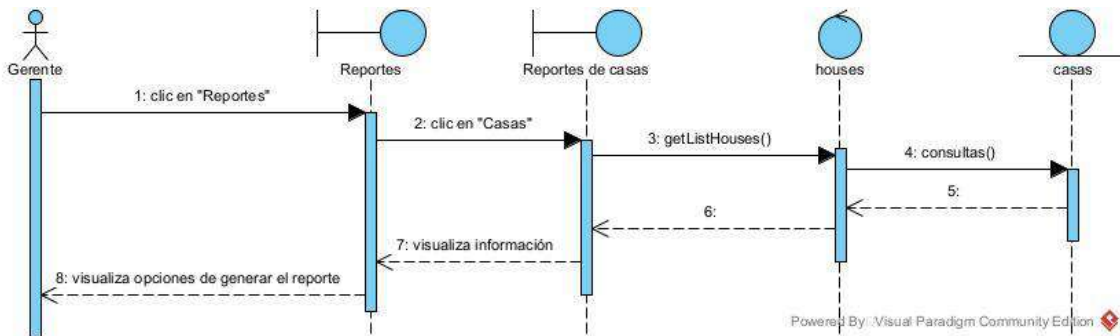 Gerente
Reportes
Reportes de casas
houses
casas
1: clic en "Reportes"
2: clic en "Casas"
3: getListHouses()
4: consultas()
5:
6:
7: visualiza información
8: visualiza opciones de generar el reporte
Powered By Visual Paradigm Community Edition